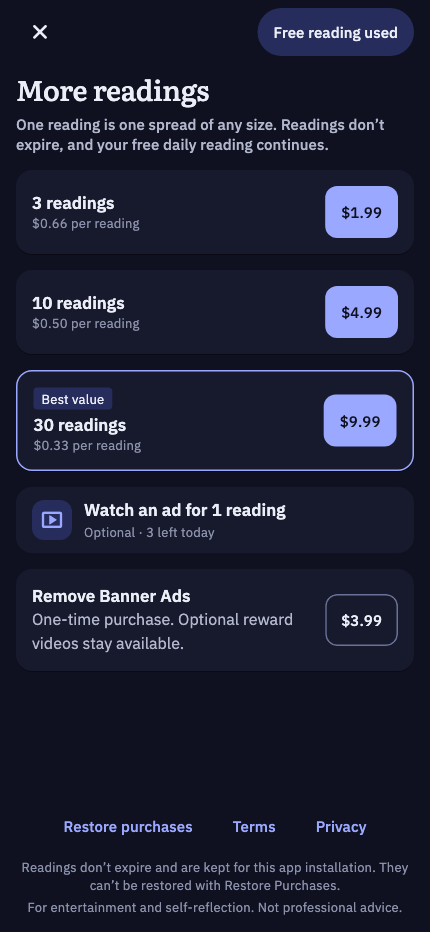 Free reading used
More readings
One reading is one spread of any size. Readings don’t
expire, and your free daily reading continues.
3 readings
$0.66 per reading
$1.99
10 readings
$0.50 per reading
$4.99
Best value
30 readings
$0.33 per reading
$9.99
Watch an ad for 1 reading
Optional · 3 left today
Remove Banner Ads
One-time purchase. Optional reward
videos stay available.
$3.99
Restore purchases
Terms
Privacy
Readings don’t expire and are kept for this app installation. They
can’t be restored with Restore Purchases.
For entertainment and self-reflection. Not professional advice.